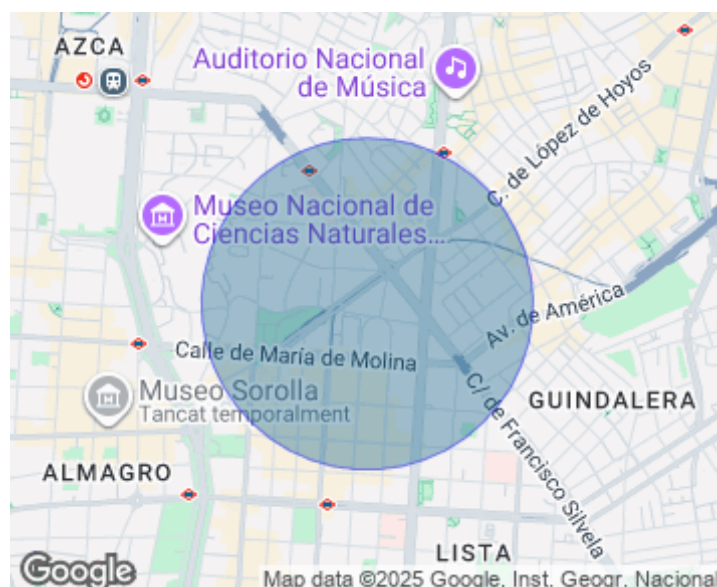 AZCA
Auditorio Nacional
de Música
C. de López de Hoyos
Museo Nacional de
Ciencias Naturales...
Av. de América
Calle de María de Molina
Museo Sorolla
Tancat temporalment
C/ de Francisco Silvela
GUINDALERA
ALMAGRO
LISTA
Google
Map data ©2025 Google, Inst. Geogr. Nacional